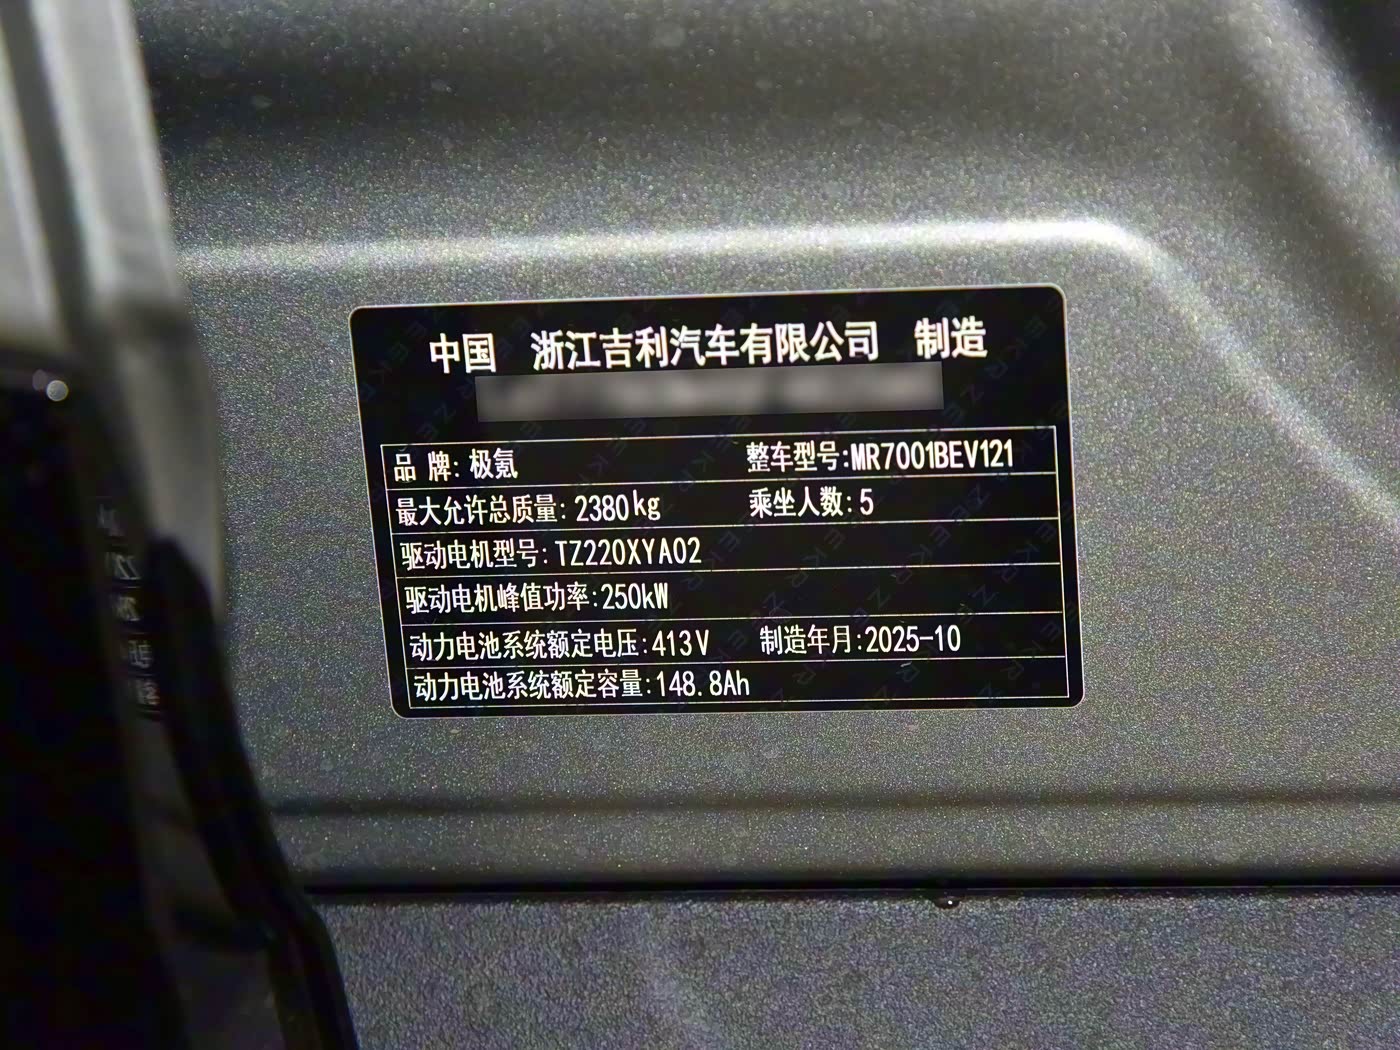 中国 浙江吉利汽车有限公司 制造
品 牌: 极氪 整车型号:MR7001BEV121
最大允许总质量: 2380kg 乘坐人数: 5
驱动电机型号: TZ220XYA02
驱动电机峰值功率:250kW
动力电池系统额定电压:413V 制造年月:2025-10
动力电池系统额定容量:148.8Ah